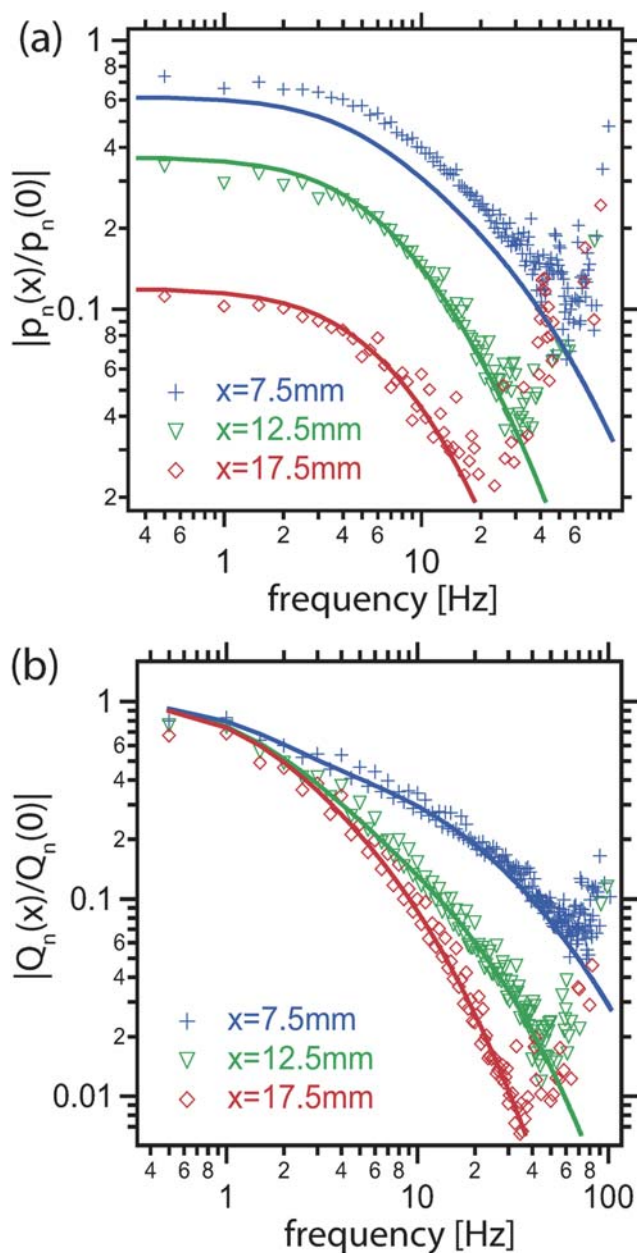 (a)
|pₙ(x)/pₙ(0)|
1
8
6
4
2
0.1
8
6
4
2
x=7.5mm
x=12.5mm
x=17.5mm
4 6 1 2 4 6 10 2 4 6
frequency [Hz]
(b)
|Qₙ(x)/Qₙ(0)|
1
8
6
4
2
0.1
8
6
4
2
0.01
x=7.5mm
x=12.5mm
x=17.5mm
4 6 8 1 2 4 6 8 10 2 4 6 8 100
frequency [Hz]